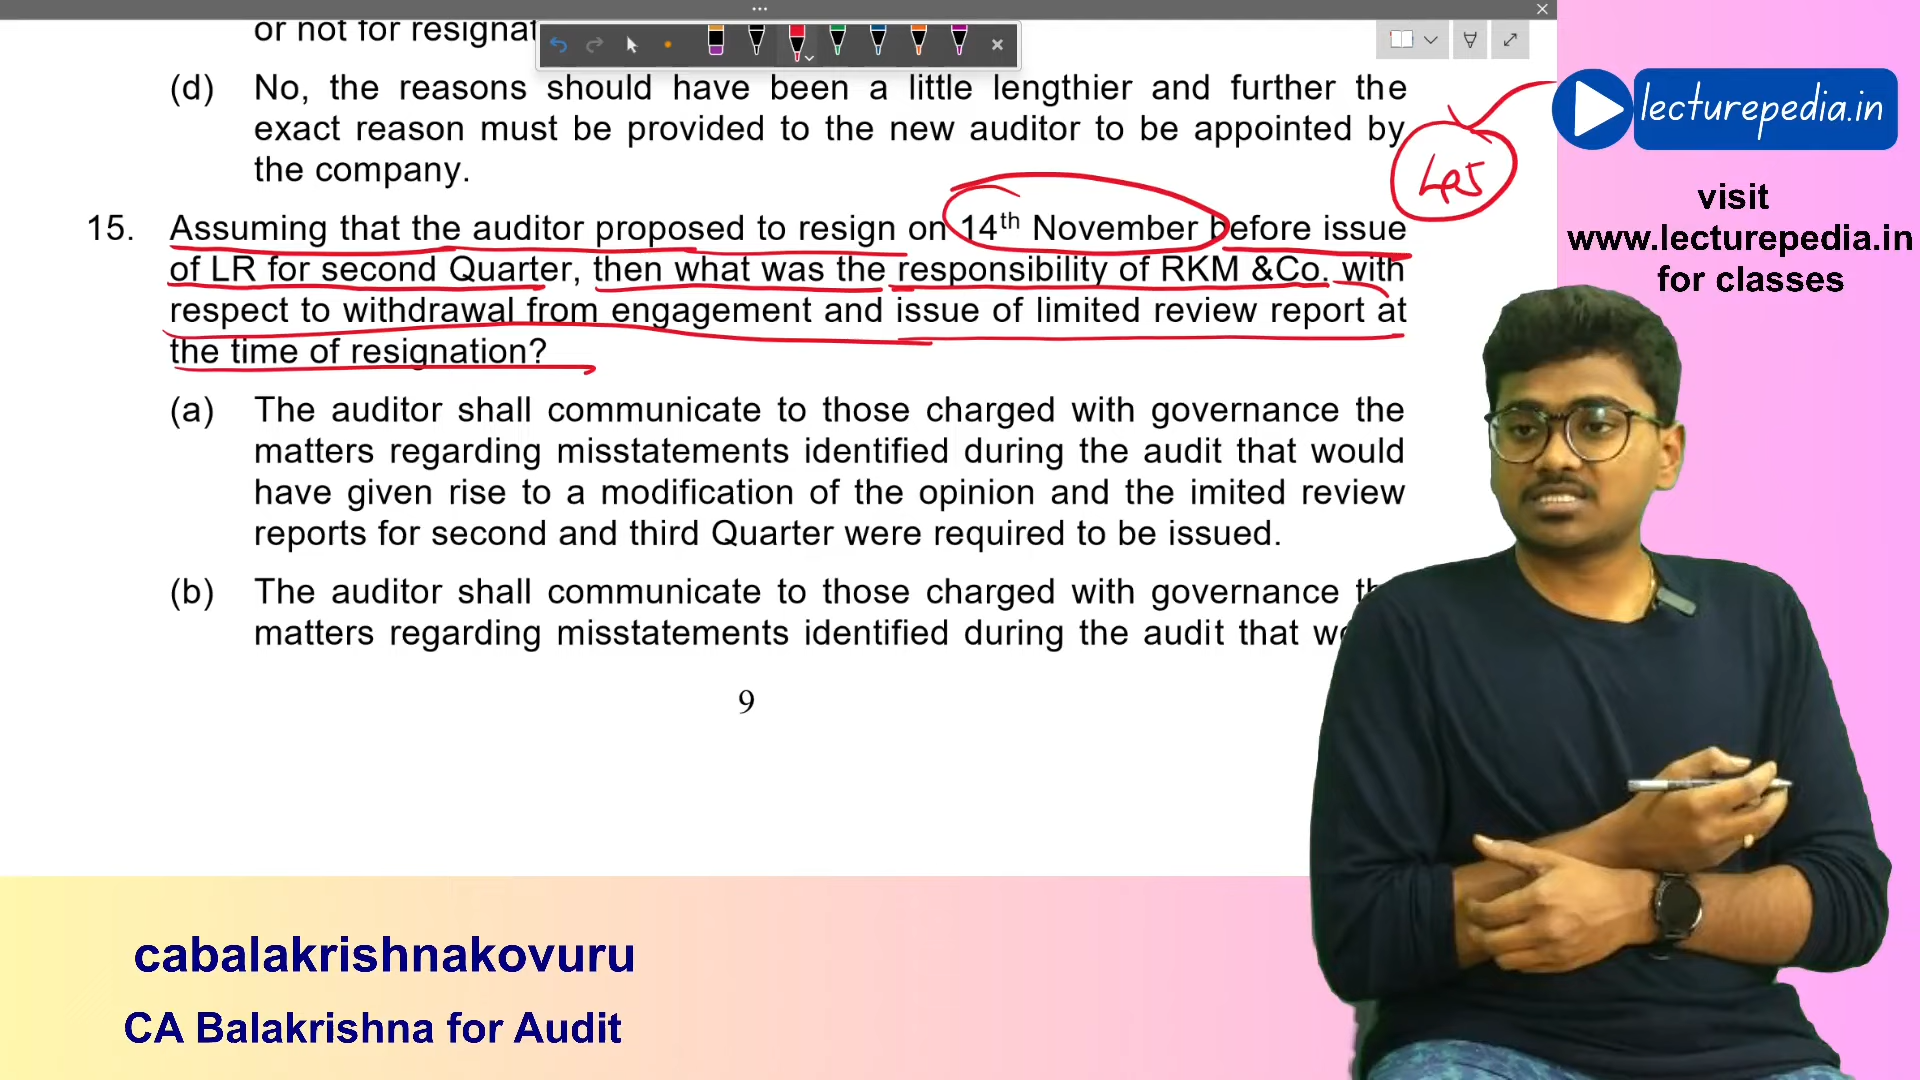 or not for resignat
(d) No, the reasons should have been a little lengthier and further the
exact reason must be provided to the new auditor to be appointed by
the company.
15. Assuming that the auditor proposed to resign on 14th November before issue
of LR for second Quarter, then what was the responsibility of RKM &Co. with
respect to withdrawal from engagement and issue of limited review report at
the time of resignation?
(a) The auditor shall communicate to those charged with governance the
matters regarding misstatements identified during the audit that would
have given rise to a modification of the opinion and the imited review
reports for second and third Quarter were required to be issued.
(b) The auditor shall communicate to those charged with governance
matters regarding misstatements identified during the audit that
9
lecturepedia.in
visit
www.lecturepedia.in
for classes
cabalakrishnakovuru
CA Balakrishna for Audit